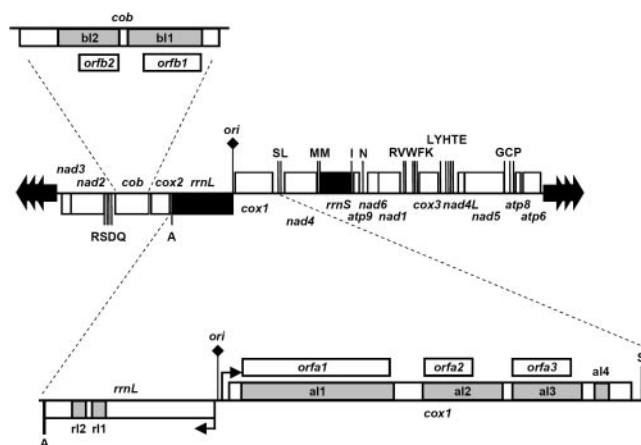 cob
bI2 bI1
orfb2 orfb1
ori
LYHTE
SL MM I N RVWFK GCP
nad3
nad2 cob cox2 rrnL
cox1 rrnS nad6 cox3 nad4L atp8
nad4 atp9 nad1 nad5 atp6
RSDQ A
ori
S
orfa1 orfa2 orfa3
aI4
rrnL
aI1 aI2 aI3
rI2 rI1 cox1
A